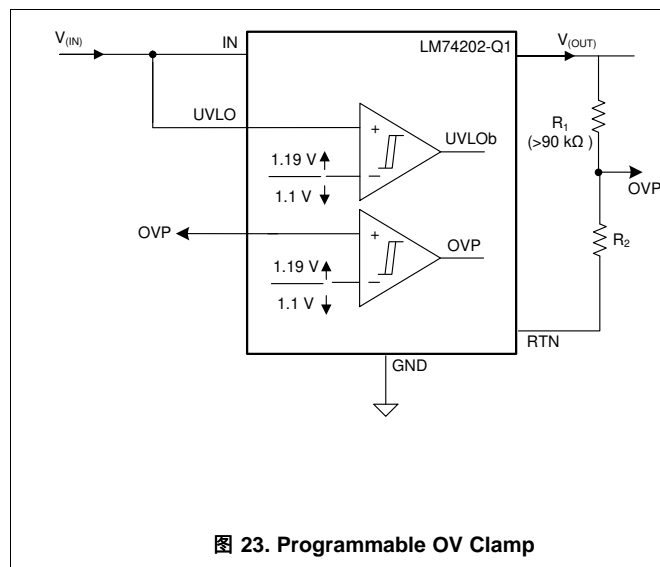 V(IN)
IN
LM74202-Q1
V(OUT)
UVLO
+
UVLOb
R1
(>90 kΩ )
1.19 V
–
1.1 V
OVP
OVP
+
OVP
R2
1.19 V
–
1.1 V
RTN
GND
图 23. Programmable OV Clamp